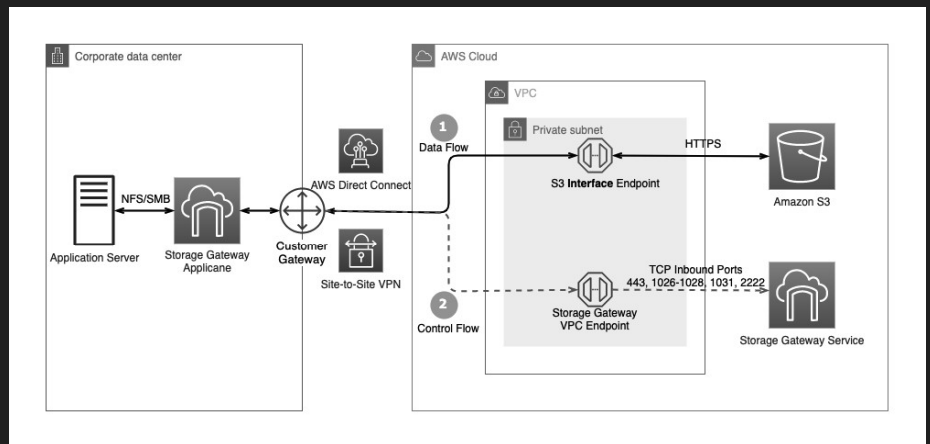 Corporate data center
AWS Cloud
VPC
Private subnet
1
Data Flow
HTTPS
S3 Interface Endpoint
Amazon S3
AWS Direct Connect
NFS/SMB
Application Server
Storage Gateway
Applicane
Customer
Gateway
Site-to-Site VPN
2
Control Flow
TCP Inbound Ports
443, 1026-1028, 1031, 2222
Storage Gateway
VPC Endpoint
Storage Gateway Service